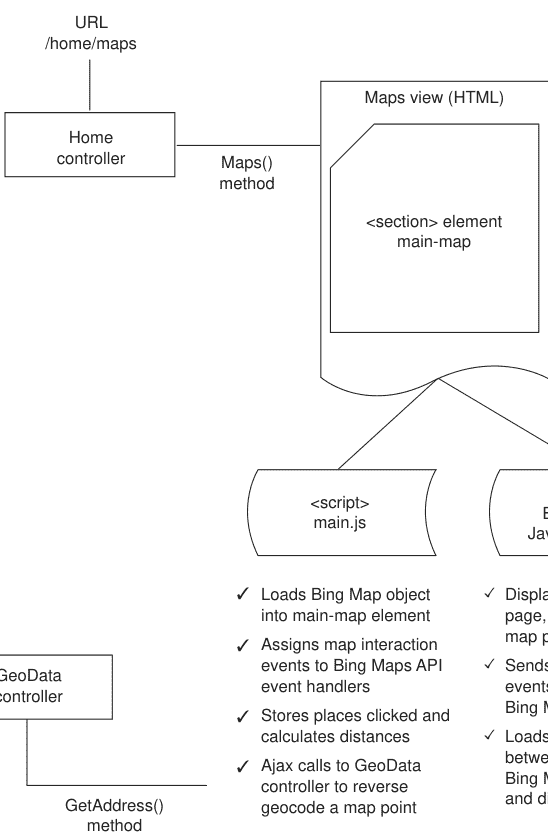 URL
/home/maps
Home
controller
Maps()
method
Maps view (HTML)
<section> element
main-map
<script>
main.js
✓ Loads Bing Map object
into main-map element
✓ Assigns map interaction
events to Bing Maps API
event handlers
✓ Stores places clicked and
calculates distances
✓ Ajax calls to GeoData
controller to reverse
geocode a map point
✓
page,
map
✓ Sends
events
Bing
✓ Loads
Bing
and
GeoData
controller
GetAddress()
method